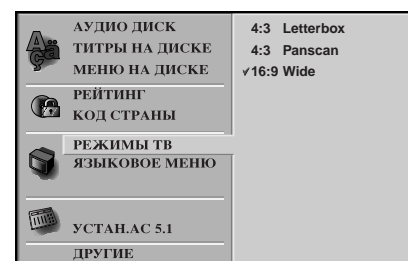 АУДИО ДИСК
ТИТРЫ НА ДИСКЕ
МЕНЮ НА ДИСКЕ
РЕЙТИНГ
КОД СТРАНЫ
РЕЖИМЫ ТВ
ЯЗЫКОВОЕ МЕНЮ
УСТАН.АС 5.1
ДРУГИЕ
4:3 Letterbox
4:3 Panscan
✓16:9 Wide